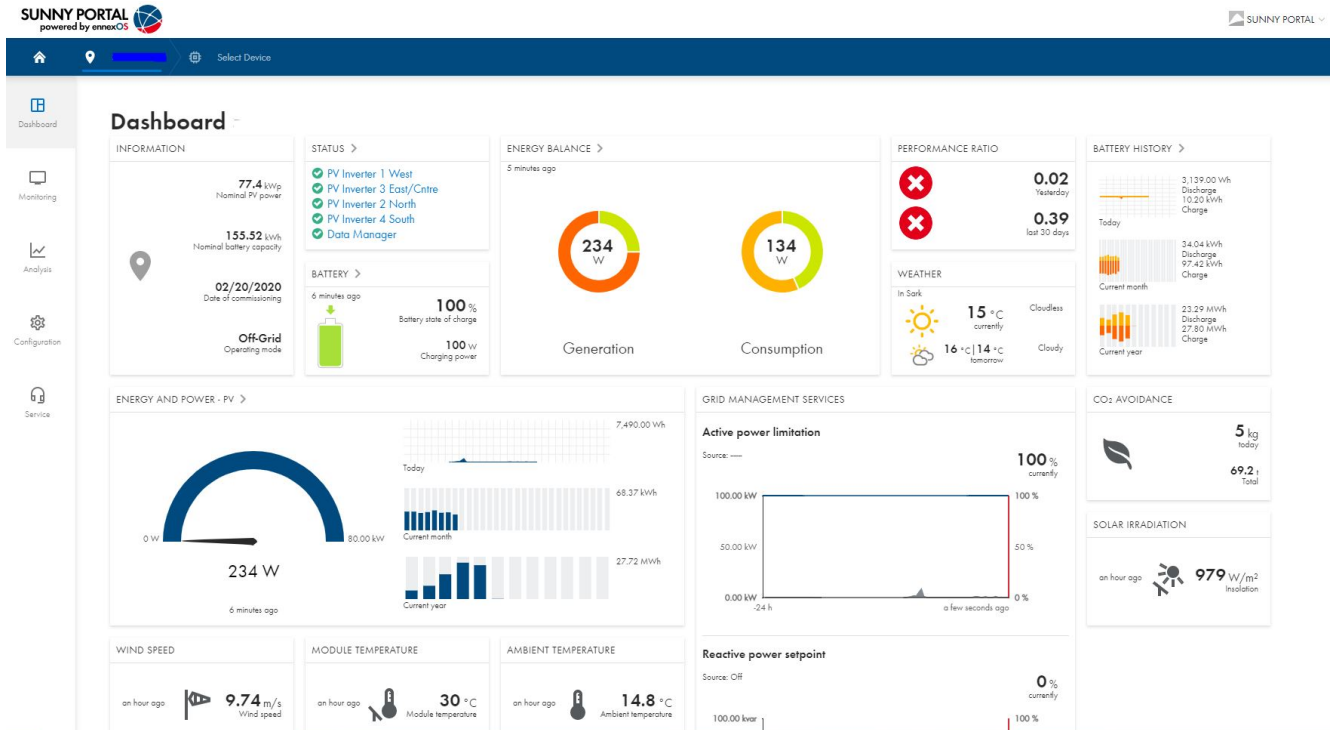 SUNNY PORTAL
powered by ennexOS
SUNNY PORTAL
Select Device
Dashboard
Monitoring
Analysis
Configuration
Service
Dashboard
INFORMATION
77.4 kWp
Nominal PV power
155.52 kWh
Nominal battery capacity
02/20/2020
Date of commissioning
Off-Grid
Operating mode
STATUS >
PV Inverter 1 West
PV Inverter 3 East/Cntre
PV Inverter 2 North
PV Inverter 4 South
Data Manager
BATTERY >
6 minutes ago
100 %
Battery state of charge
100 W
Charging power
ENERGY BALANCE >
5 minutes ago
234
W
Generation
134
W
Consumption
PERFORMANCE RATIO
0.02
Yesterday
0.39
last 30 days
WEATHER
In Sark
15 °C
currently
Cloudless
16 °C|14 °C
tomorrow
Cloudy
BATTERY HISTORY >
3,139.00 Wh
Discharge
10.20 kWh
Charge
Today
34.04 kWh
Discharge
97.42 kWh
Charge
Current month
23.29 MWh
Discharge
27.80 MWh
Charge
Current year
ENERGY AND POWER - PV >
0 W
80.00 kW
234 W
6 minutes ago
7,490.00 Wh
Today
68.37 kWh
Current month
27.72 MWh
Current year
GRID MANAGEMENT SERVICES
Active power limitation
Source: ----
100 %
currently
100.00 kW
100 %
50.00 kW
50 %
0.00 kW
0 %
-24 h
a few seconds ago
Reactive power setpoint
Source: Off
0 %
currently
100.00 kvar
100 %
CO₂ AVOIDANCE
5 kg
today
69.2 t
Total
SOLAR IRRADIATION
an hour ago
979 W/m²
Insolation
WIND SPEED
an hour ago
9.74 m/s
Wind speed
MODULE TEMPERATURE
an hour ago
30 °C
Module temperature
AMBIENT TEMPERATURE
an hour ago
14.8 °C
Ambient temperature